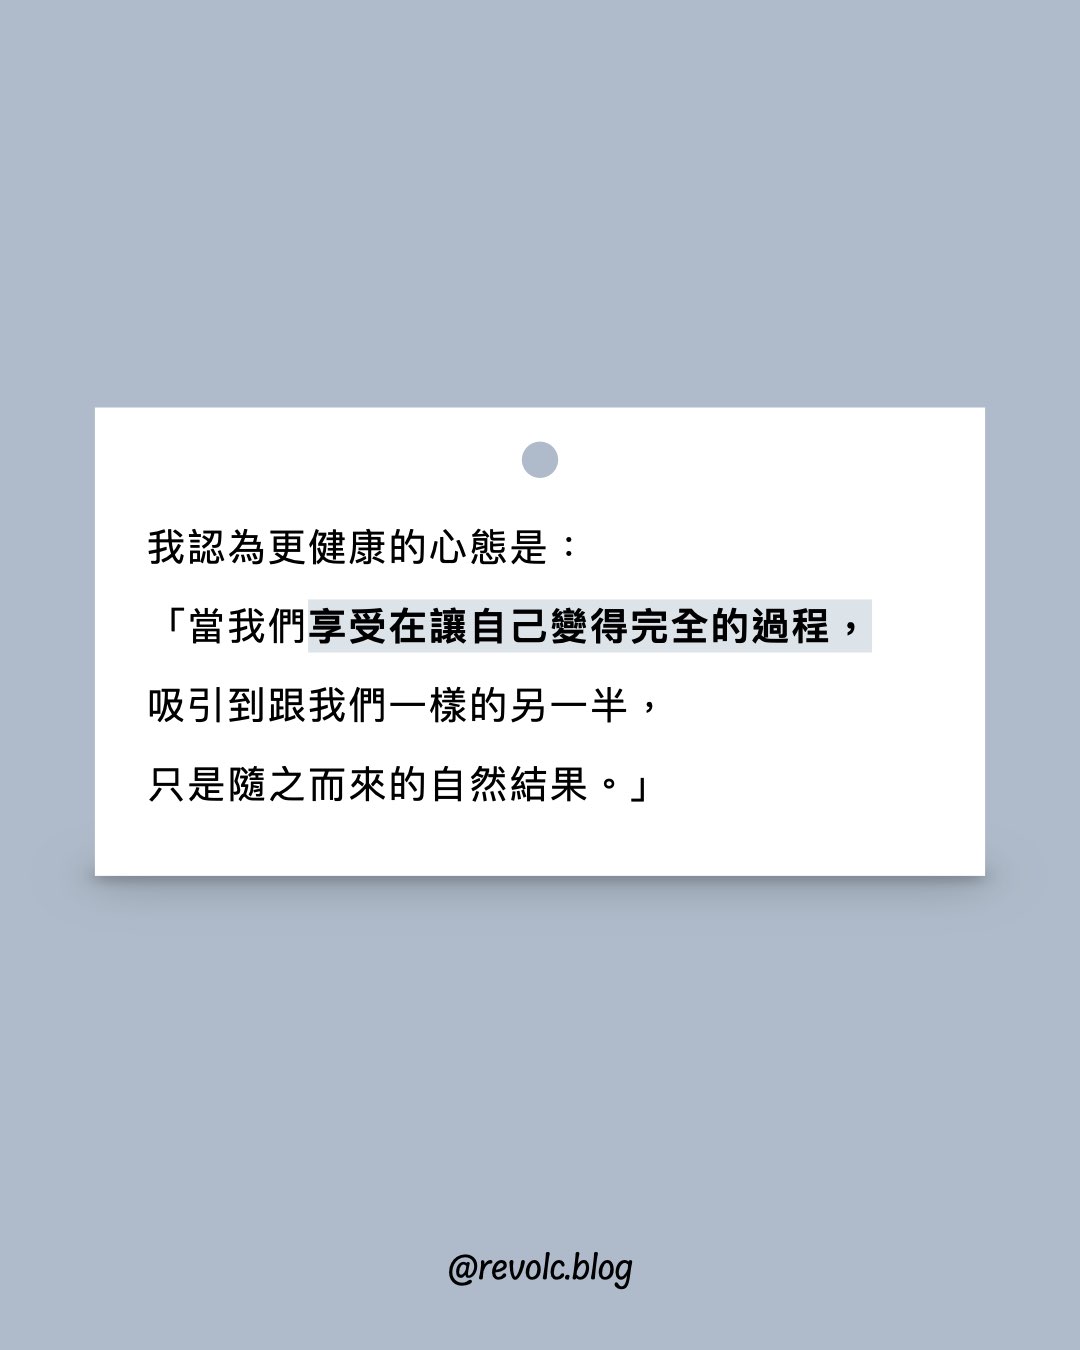 我認為更健康的心態是：
「當我們享受在讓自己變得完全的過程，
吸引到跟我們一樣的另一半，
只是隨之而來的自然結果。」
@revolc.blog